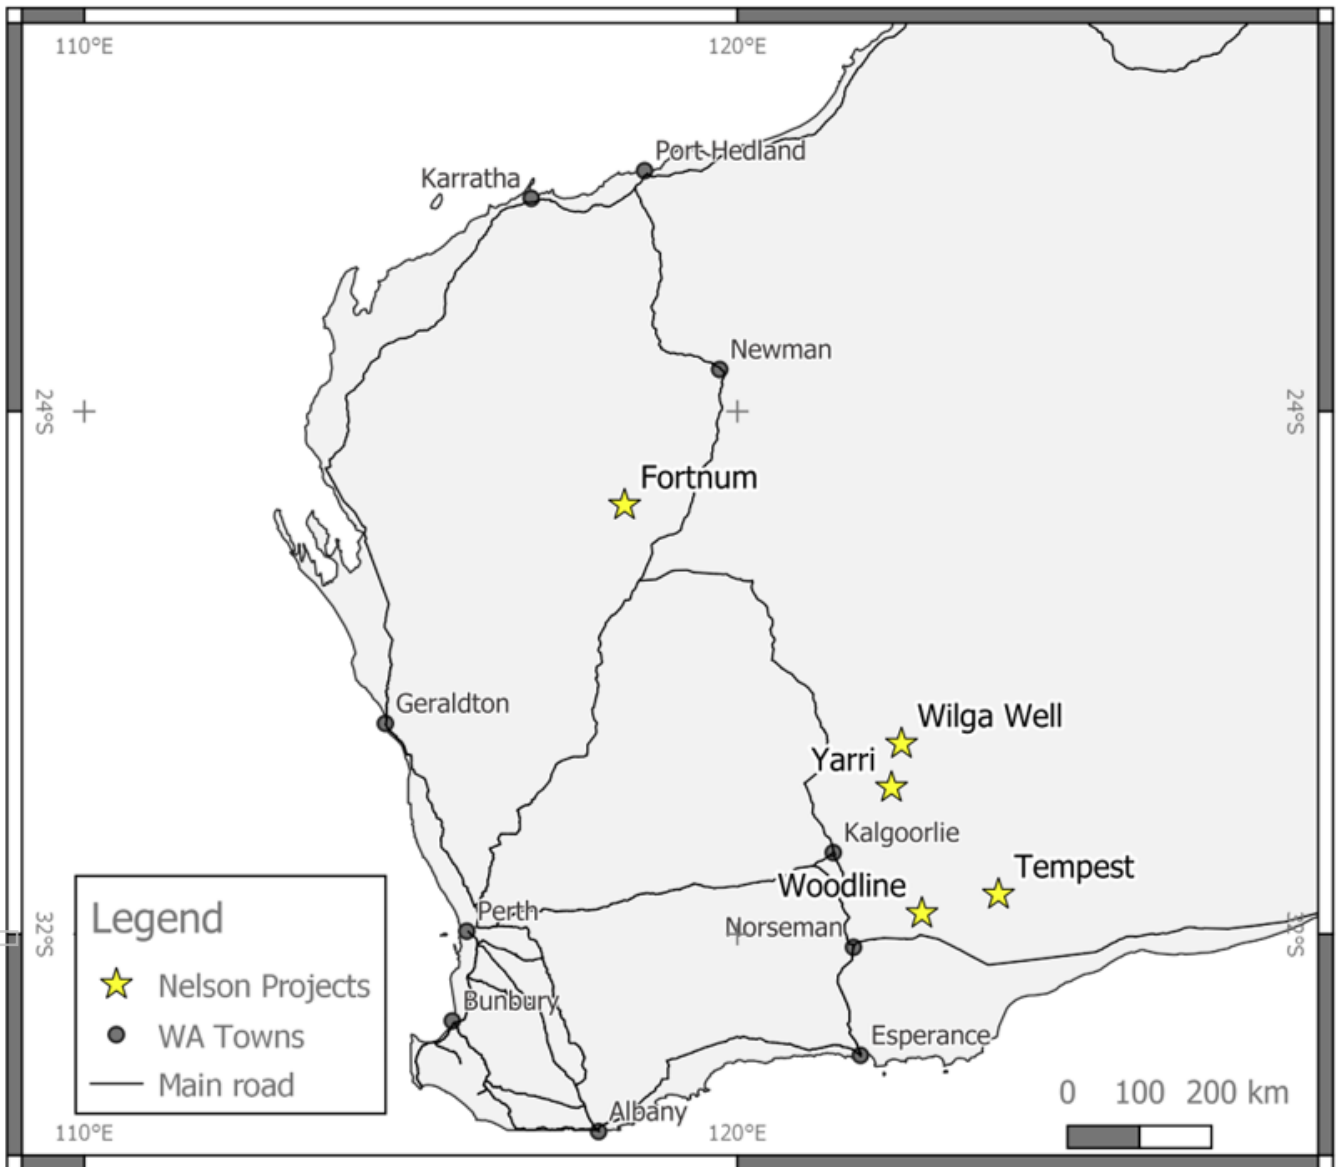 110°E
120°E
Port Hedland
Karratha
Newman
24°S
24°S
Fortnum
Geraldton
Wilga Well
Yarri
Kalgoorlie
Tempest
Woodline
Perth
Norseman
32°S
32°S
Legend
Nelson Projects
WA Towns
Main road
Bunbury
Esperance
Albany
0 100 200 km
110°E
120°E